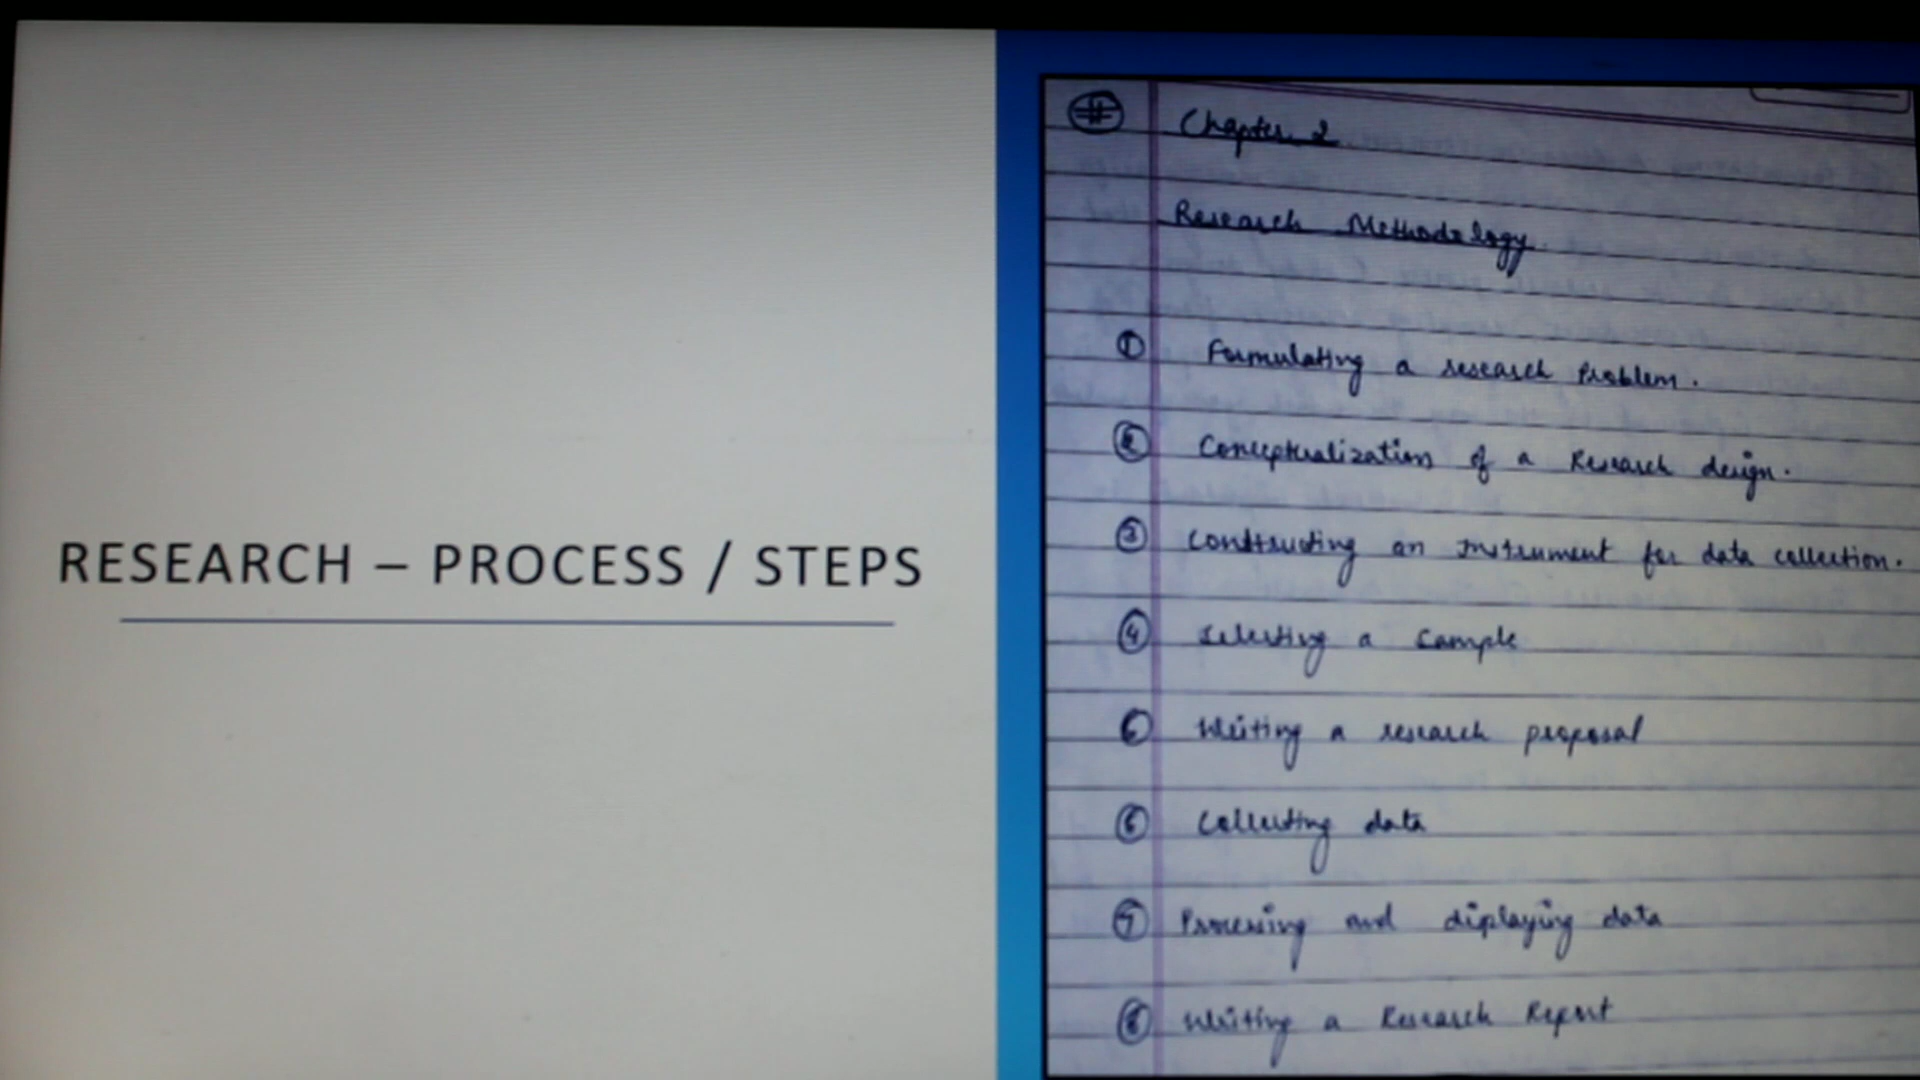 RESEARCH – PROCESS / STEPS
# Chapter 2
Research Methodology
① Formulating a research problem.
② Conceptualization of a Research design.
③ Constructing an Instrument for data collection.
④ Selecting a Sample
⑤ Writing a research proposal
⑥ Collecting data
⑦ Processing and diplaying data
⑧ Writing a Research Report